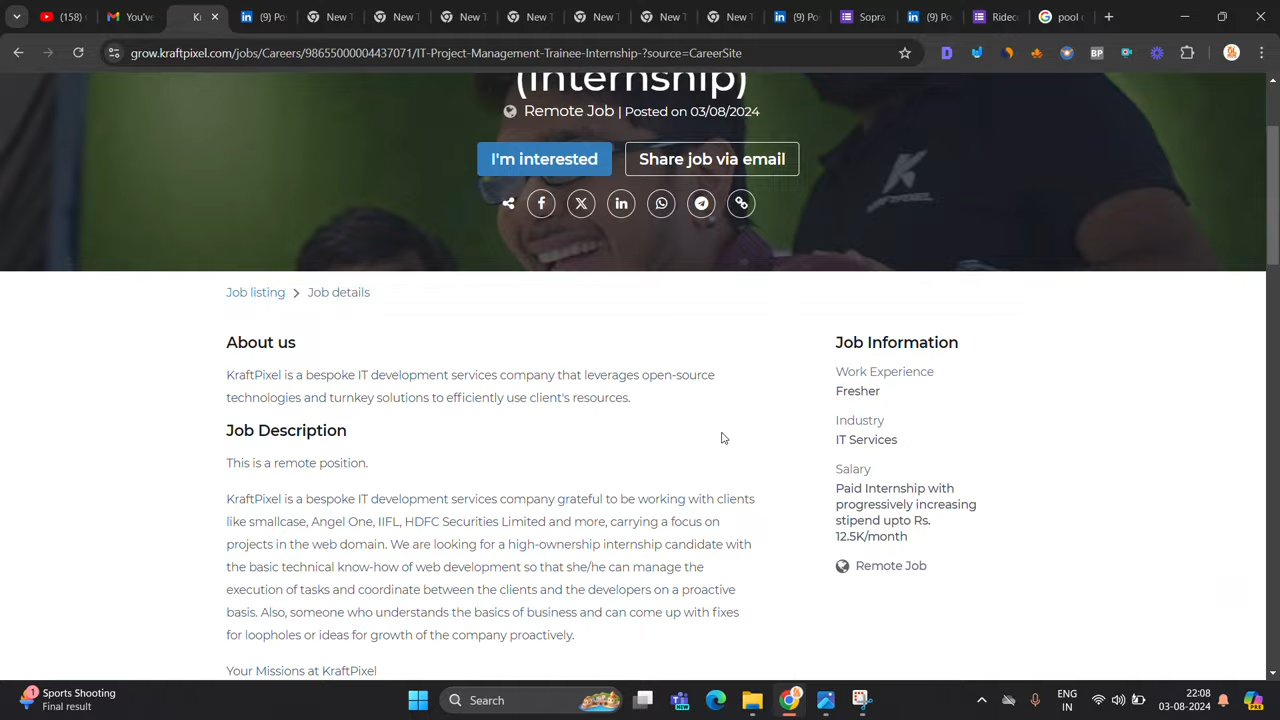 (158)
You've
Kr
(9) Po
New T
New T
New T
New T
New T
New T
New T
(9) Po
Sopra
(9) Po
Ridec
pool c
grow.kraftpixel.com/jobs/Careers/98655000004437071/IT-Project-Management-Trainee-Internship-?source=CareerSite
(Internship)
Remote Job | Posted on 03/08/2024
I'm interested
Share job via email
Job listing > Job details
About us
KraftPixel is a bespoke IT development services company that leverages open-source
technologies and turnkey solutions to efficiently use client's resources.
Job Description
This is a remote position.
KraftPixel is a bespoke IT development services company grateful to be working with clients
like smallcase, Angel One, IIFL, HDFC Securities Limited and more, carrying a focus on
projects in the web domain. We are looking for a high-ownership internship candidate with
the basic technical know-how of web development so that she/he can manage the
execution of tasks and coordinate between the clients and the developers on a proactive
basis. Also, someone who understands the basics of business and can come up with fixes
for loopholes or ideas for growth of the company proactively.
Your Missions at KraftPixel
Job Information
Work Experience
Fresher
Industry
IT Services
Salary
Paid Internship with
progressively increasing
stipend upto Rs.
12.5K/month
Remote Job
Sports Shooting
Final result
Search
ENG
IN
22:08
03-08-2024